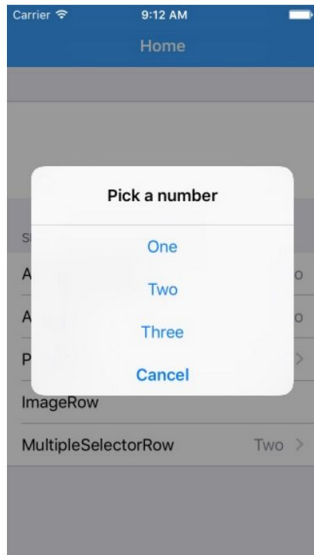 Carrier 9:12 AM
Home
Pick a number
One
Two
Three
Cancel
ImageRow
MultipleSelectorRow Two